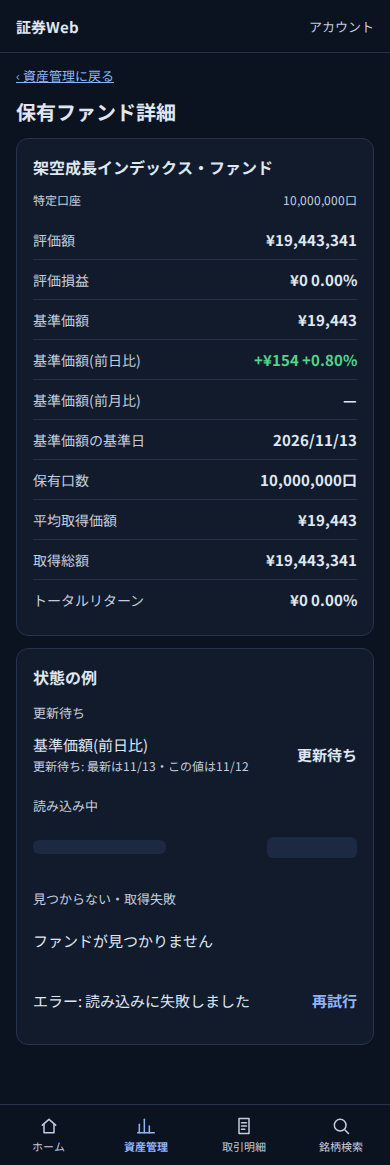 証券Web アカウント
‹ 資産管理に戻る
保有ファンド詳細
架空成長インデックス・ファンド
特定口座 10,000,000口
評価額 ¥19,443,341
評価損益 ¥0 0.00%
基準価額 ¥19,443
基準価額(前日比) +¥154 +0.80%
基準価額(前月比) —
基準価額の基準日 2026/11/13
保有口数 10,000,000口
平均取得価額 ¥19,443
取得総額 ¥19,443,341
トータルリターン ¥0 0.00%
状態の例
更新待ち
基準価額(前日比) 更新待ち
更新待ち: 最新は11/13・この値は11/12
読み込み中
見つからない・取得失敗
ファンドが見つかりません
エラー: 読み込みに失敗しました 再試行
ホーム 資産管理 取引明細 銘柄検索